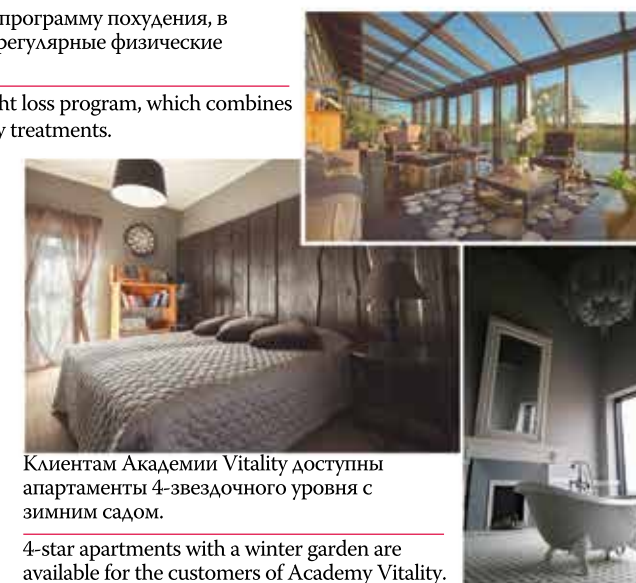 программу похудения, в
регулярные физические
ht loss program, which combines
y treatments.
Клиентам Академии Vitality доступны
апартаменты 4-звездочного уровня с
зимним садом.
4-star apartments with a winter garden are
available for the customers of Academy Vitality.